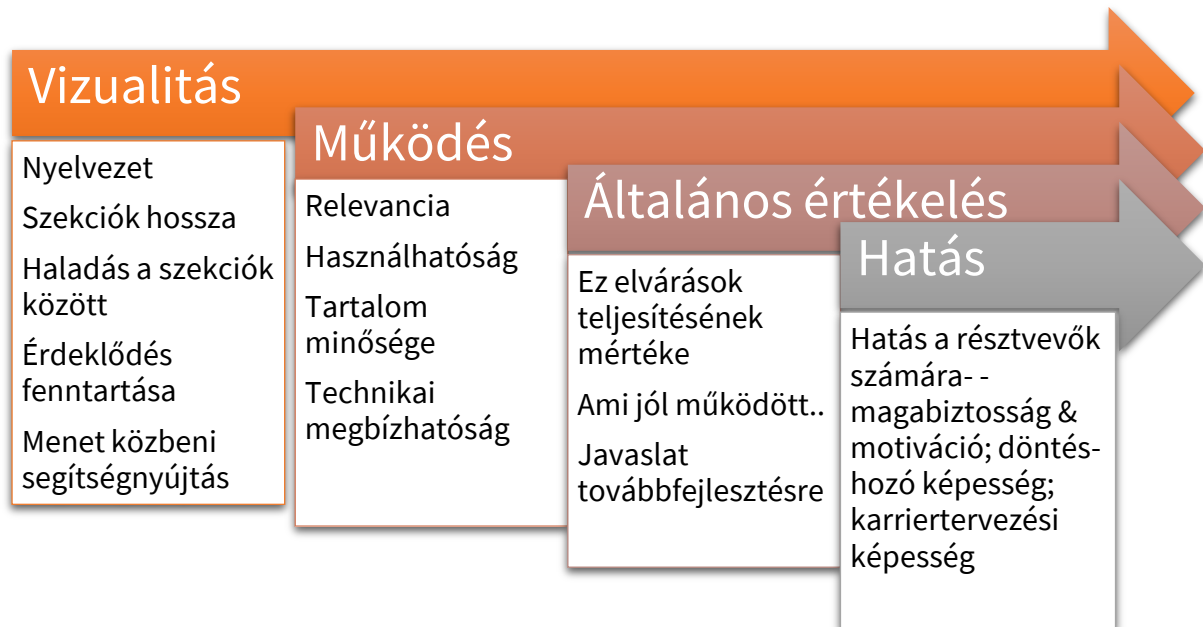 Vizualitás
Nyelvezet
Szekciók hossza
Haladás a szekciók
között
Érdeklődés
fenntartása
Menet közbeni
segítségnyújtás
Működés
Relevancia
Használhatóság
Tartalom
minősége
Technikai
megbízhatóság
Általános értékelés
Ez elvárások
teljesítésének
mértéke
Ami jól működött..
Javaslat
továbbfejlesztésre
Hatás
Hatás a résztvevők
számára- -
magabiztosság &
motiváció; döntés-
hozó képesség;
karriertervezési
képesség